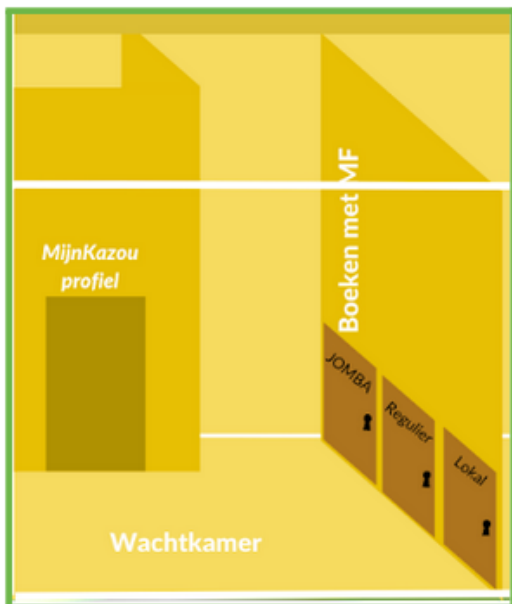 MijnKazou
profiel
Boeken met MF
JOMBA
Regulier
Lokal
Wachtkamer